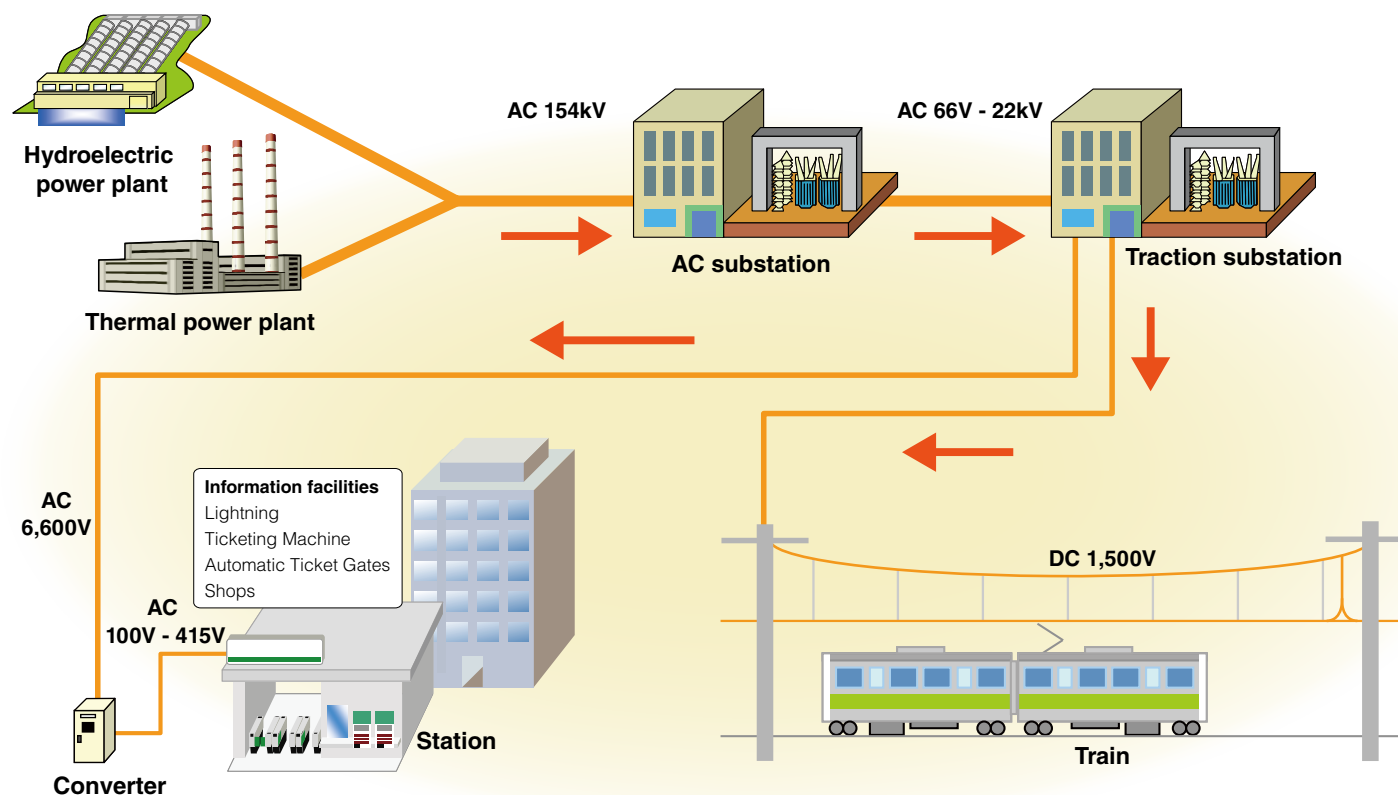 Hydroelectric
power plant
Thermal power plant
AC 154kV
AC substation
AC 66V - 22kV
Traction substation
AC
6,600V
Information facilities
Lightning
Ticketing Machine
Automatic Ticket Gates
Shops
AC
100V - 415V
Converter
Station
DC 1,500V
Train